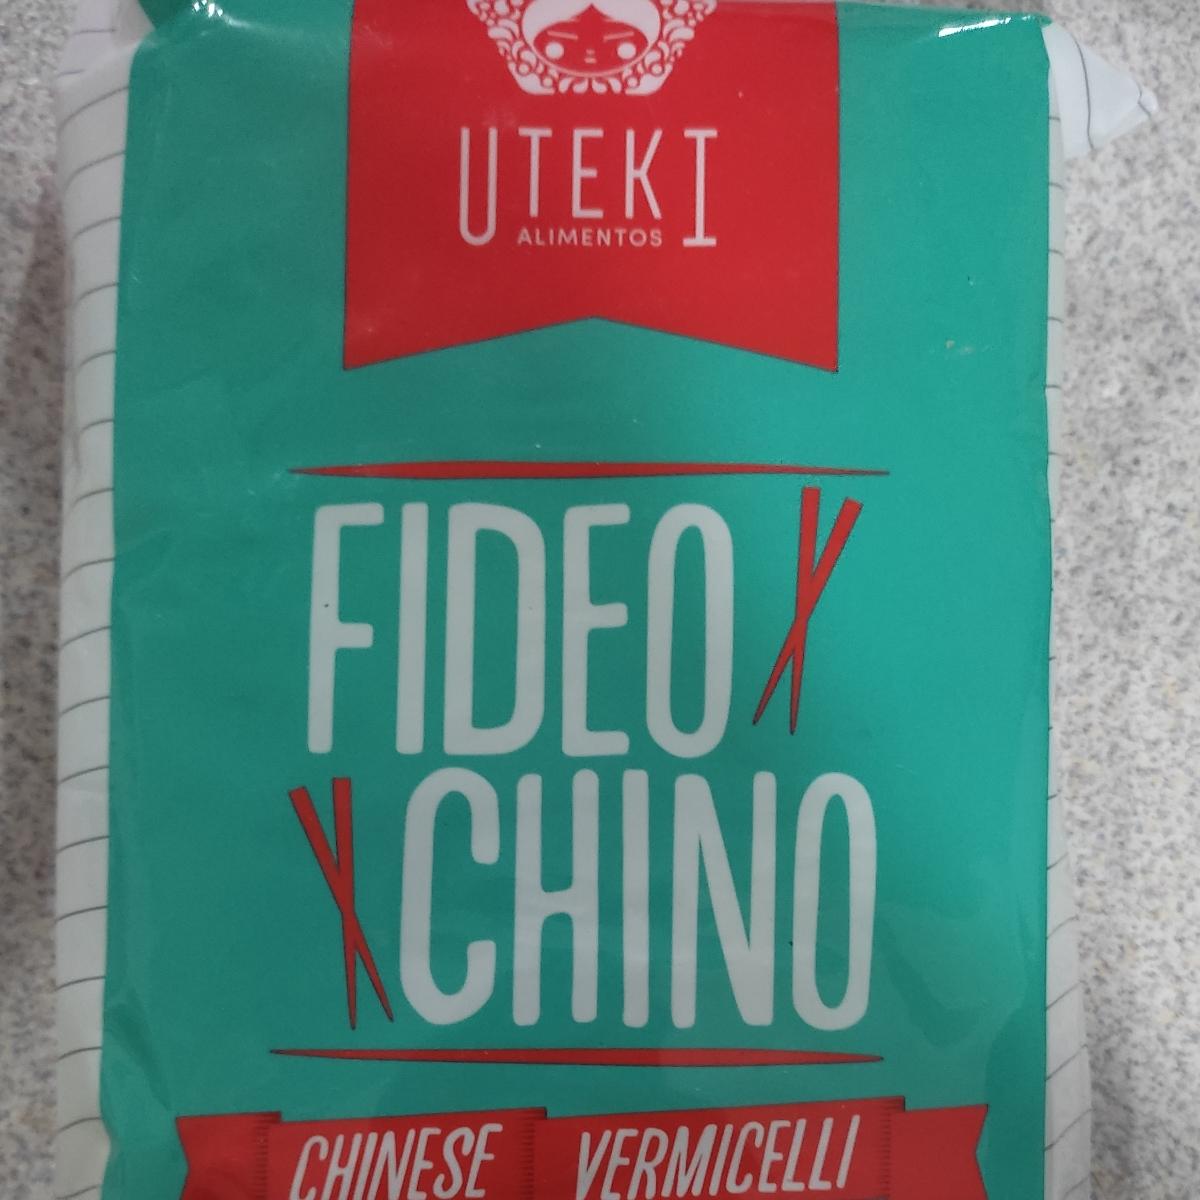 UTEKI
ALIMENTOS
FIDEO
CHINO
CHINESE VERMICELLI